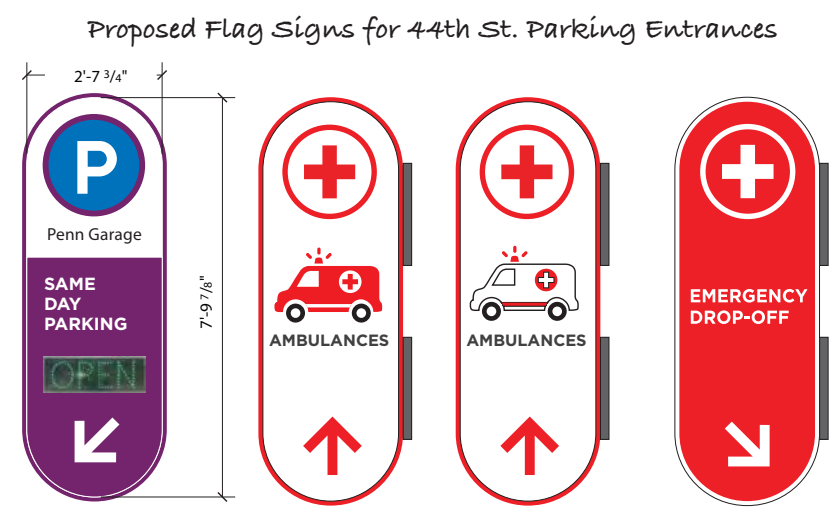 Proposed Flag Signs for 44th St. Parking Entrances
2'-7 3/4"
P
Penn Garage
SAME
DAY
PARKING
OPEN
7'-9 7/8"
AMBULANCES
AMBULANCES
EMERGENCY
DROP-OFF